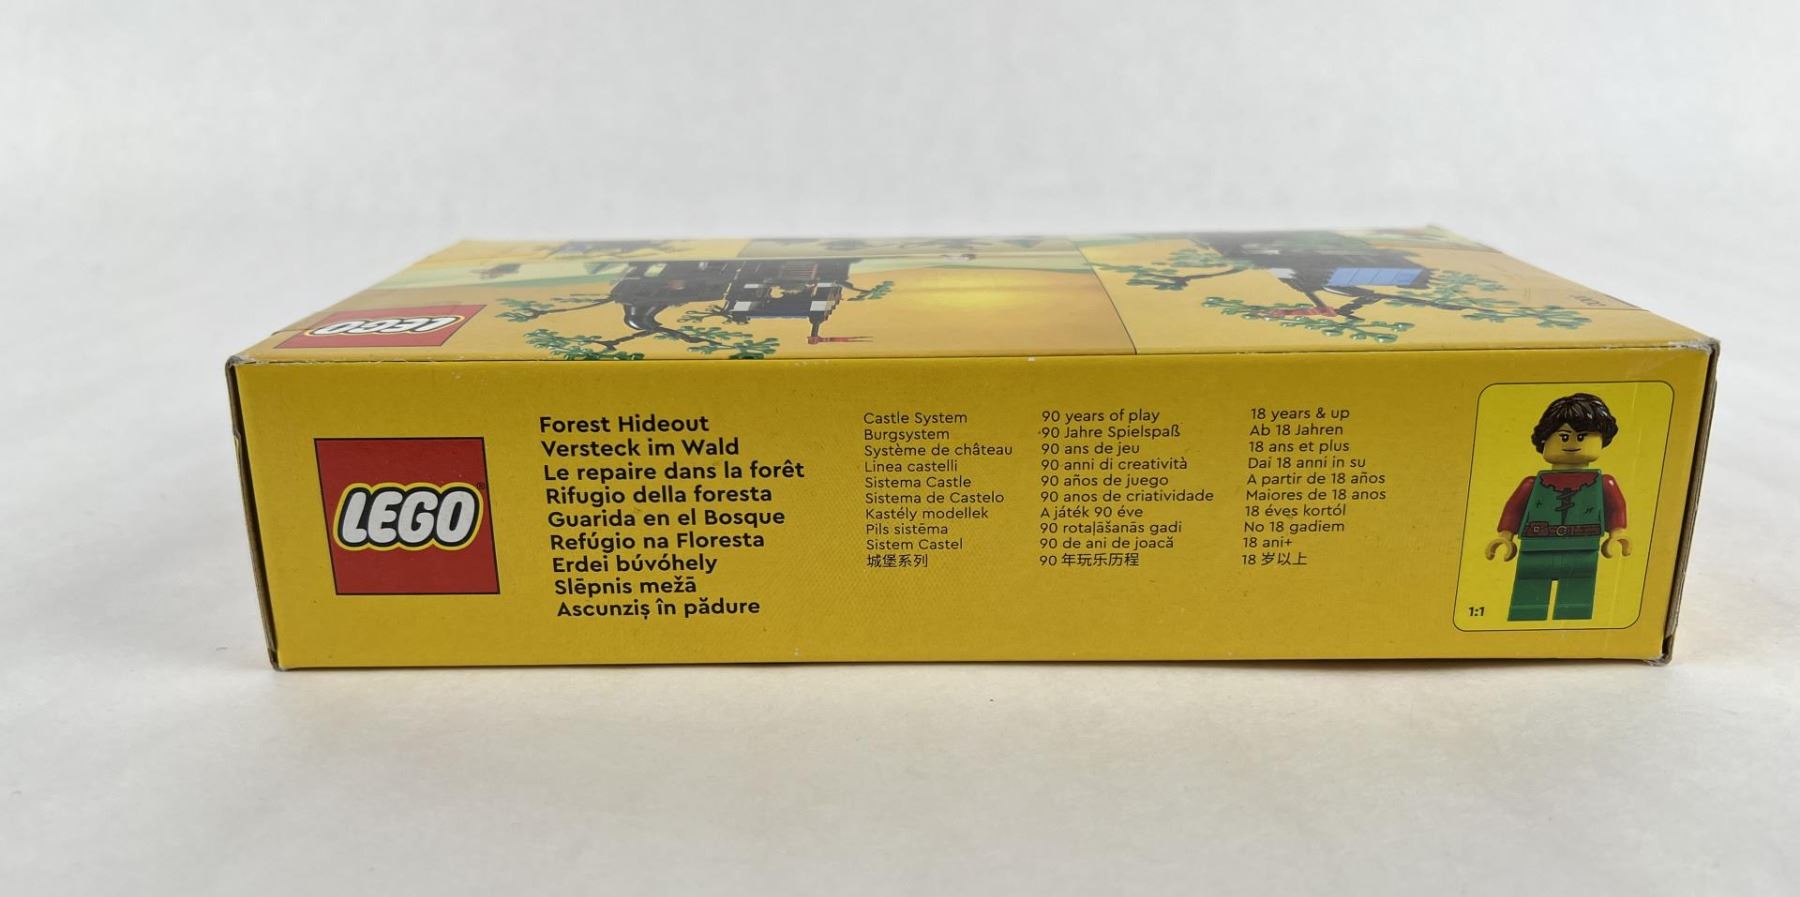 LEGO
LEGO
Forest Hideout
Versteck im Wald
Le repaire dans la forêt
Rifugio della foresta
Guarida en el Bosque
Refúgio na Floresta
Erdei búvóhely
Slēpnis mežā
Ascunziș în pădure
Castle System
Burgsystem
Système de château
Linea castelli
Sistema Castle
Sistema de Castelo
Kastély modellek
Pils sistēma
Sistem Castel
城堡系列
90 years of play
90 Jahre Spielspaß
90 ans de jeu
90 anni di creatività
90 años de juego
90 anos de criatividade
A játék 90 éve
90 rotaļāšanās gadi
90 de ani de joacă
90 年玩乐历程
18 years & up
Ab 18 Jahren
18 ans et plus
Dai 18 anni in su
A partir de 18 años
Maiores de 18 anos
18 éves kortól
No 18 gadiem
18 ani+
18 岁以上
1:1